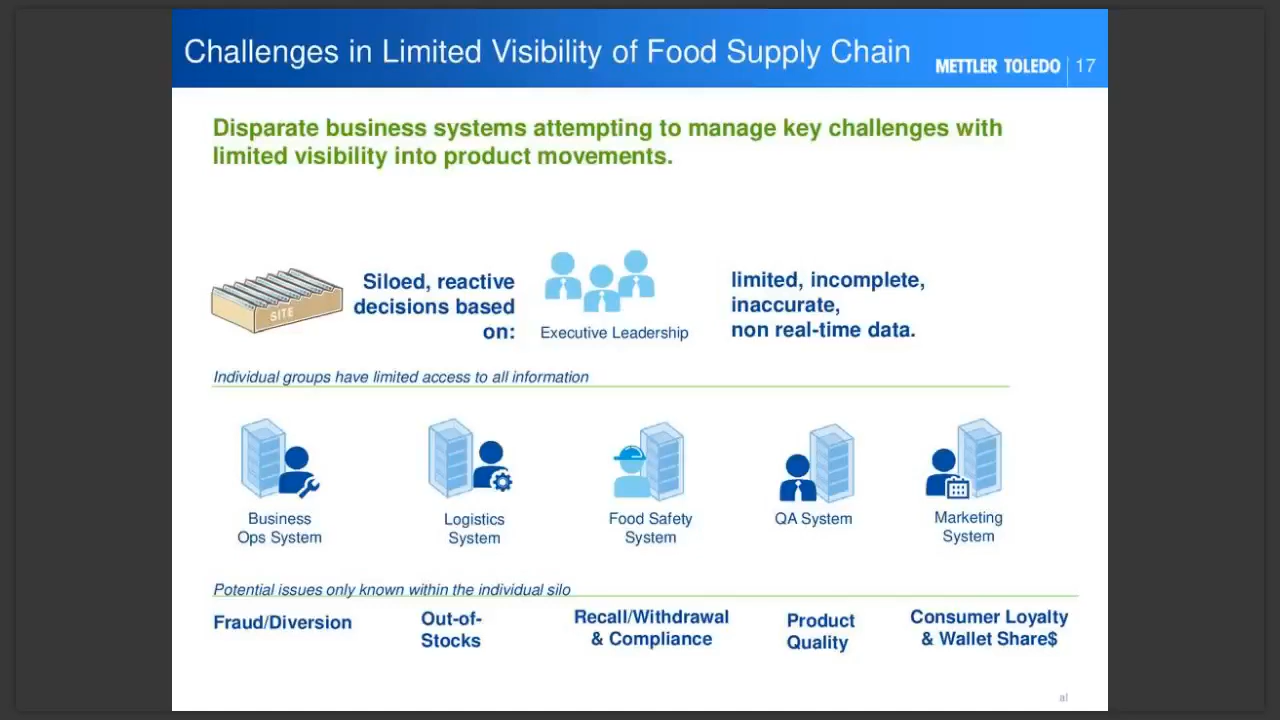 Challenges in Limited Visibility of Food Supply Chain
METTLER TOLEDO 17
Disparate business systems attempting to manage key challenges with
limited visibility into product movements.
SITE
Siloed, reactive
decisions based
on:
Executive Leadership
limited, incomplete,
inaccurate,
non real-time data.
Individual groups have limited access to all information
Business
Ops System
Logistics
System
Food Safety
System
QA System
Marketing
System
Potential issues only known within the individual silo
Fraud/Diversion
Out-of-
Stocks
Recall/Withdrawal
& Compliance
Product
Quality
Consumer Loyalty
& Wallet Share$
al